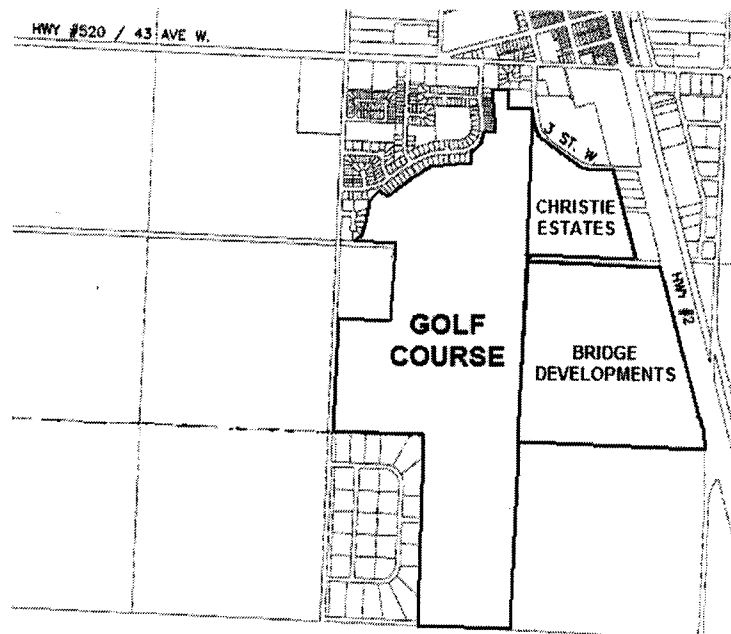 HWY #520 / 43 AVE W.
3 ST. W
CHRISTIE
ESTATES
HWY #2
GOLF
COURSE
BRIDGE
DEVELOPMENTS